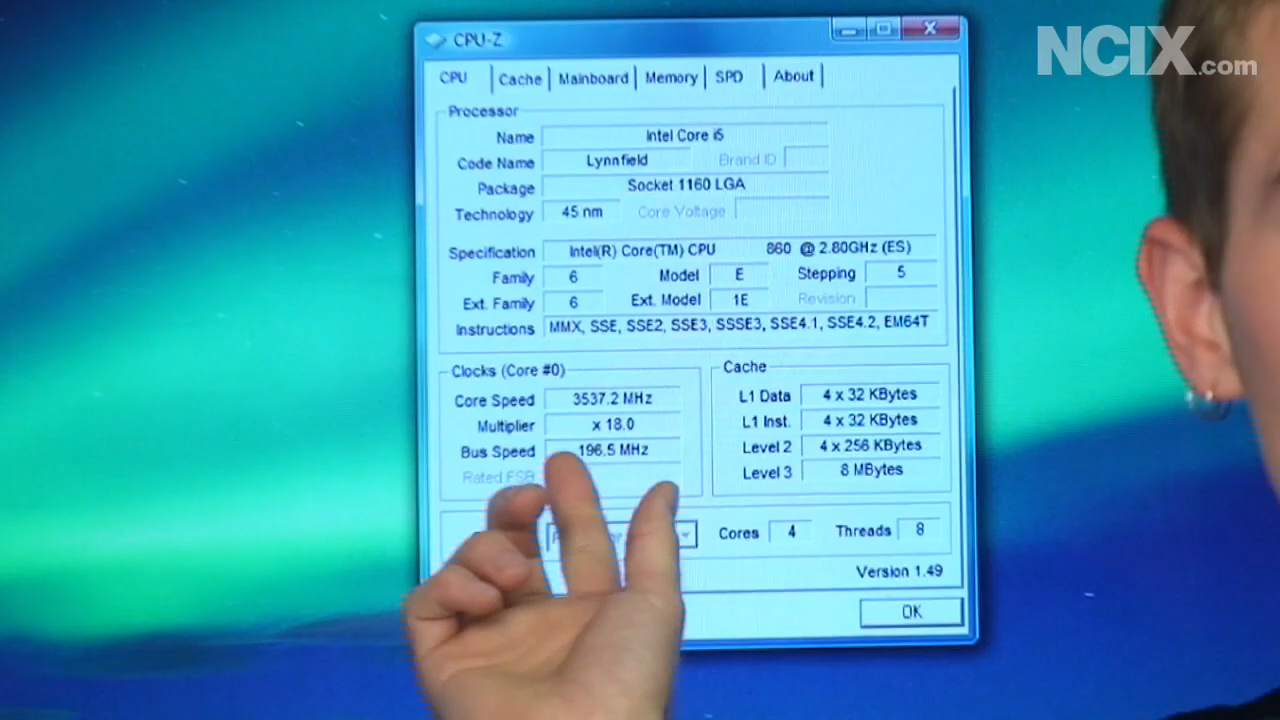 NCIX.com
CPU-Z
CPU Cache Mainboard Memory SPD About
Processor
Name Intel Core i5
Code Name Lynnfield Brand ID
Package Socket 1160 LGA
Technology 45 nm Core Voltage
Specification Intel(R) Core(TM) CPU 860 @ 2.80GHz (ES)
Family 6 Model E Stepping 5
Ext. Family 6 Ext. Model 1E Revision
Instructions MMX, SSE, SSE2, SSE3, SSSE3, SSE4.1, SSE4.2, EM64T
Clocks (Core #0)
Core Speed 3537.2 MHz
Multiplier x 18.0
Bus Speed 196.5 MHz
Rated FSB
Cache
L1 Data 4 x 32 KBytes
L1 Inst. 4 x 32 KBytes
Level 2 4 x 256 KBytes
Level 3 8 MBytes
Cores 4 Threads 8
Version 1.49
OK